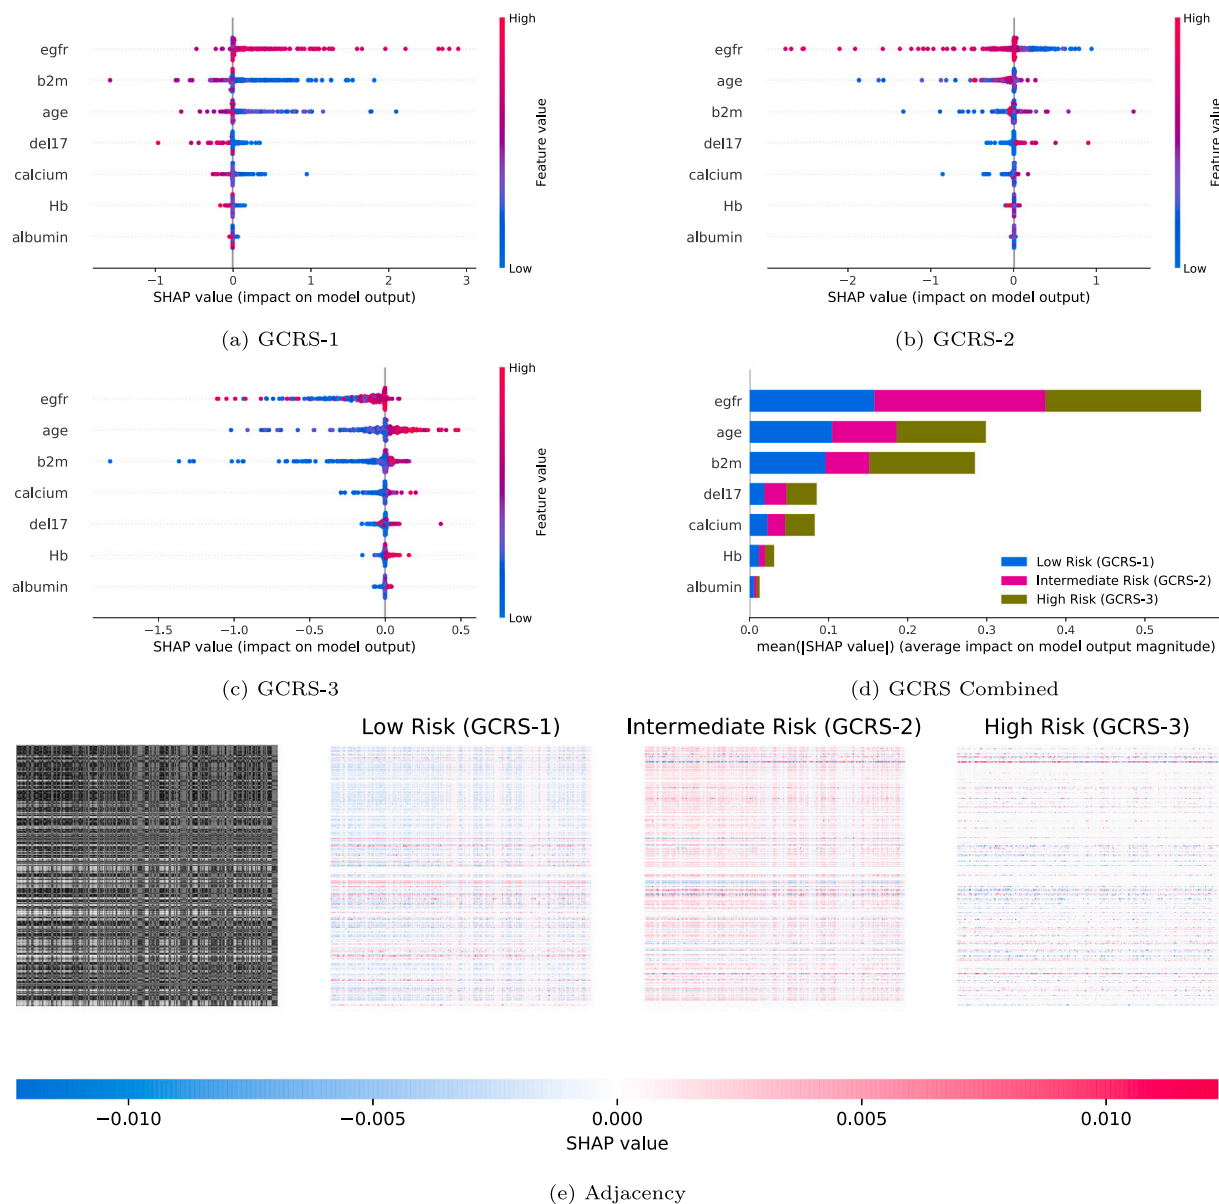 High
egfr
b2m
age
del17
calcium
Hb
albumin
Feature value
Low
−1 0 1 2 3
SHAP value (impact on model output)
(a) GCRS-1
High
egfr
age
b2m
del17
calcium
Hb
albumin
Feature value
Low
−2 −1 0 1
SHAP value (impact on model output)
(b) GCRS-2
High
egfr
age
b2m
calcium
del17
Hb
albumin
Feature value
Low
−1.5 −1.0 −0.5 0.0 0.5
SHAP value (impact on model output)
(c) GCRS-3
egfr
age
b2m
del17
calcium
Hb
albumin
Low Risk (GCRS-1)
Intermediate Risk (GCRS-2)
High Risk (GCRS-3)
0.0 0.1 0.2 0.3 0.4 0.5
mean(|SHAP value|) (average impact on model output magnitude)
(d) GCRS Combined
Low Risk (GCRS-1) Intermediate Risk (GCRS-2) High Risk (GCRS-3)
−0.010 −0.005 0.000 0.005 0.010
SHAP value
(e) Adjacency